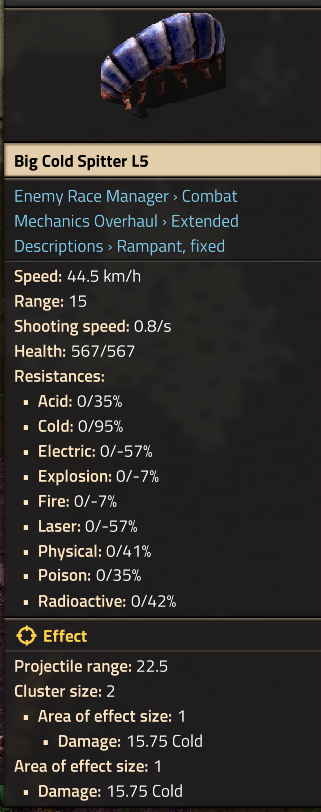 Big Cold Spitter L5
Enemy Race Manager › Combat
Mechanics Overhaul › Extended
Descriptions › Rampant, fixed
Speed: 44.5 km/h
Range: 15
Shooting speed: 0.8/s
Health: 567/567
Resistances:
▪ Acid: 0/35%
▪ Cold: 0/95%
▪ Electric: 0/-57%
▪ Explosion: 0/-7%
▪ Fire: 0/-7%
▪ Laser: 0/-57%
▪ Physical: 0/41%
▪ Poison: 0/35%
▪ Radioactive: 0/42%
Effect
Projectile range: 22.5
Cluster size: 2
▪ Area of effect size: 1
▪ Damage: 15.75 Cold
Area of effect size: 1
▪ Damage: 15.75 Cold